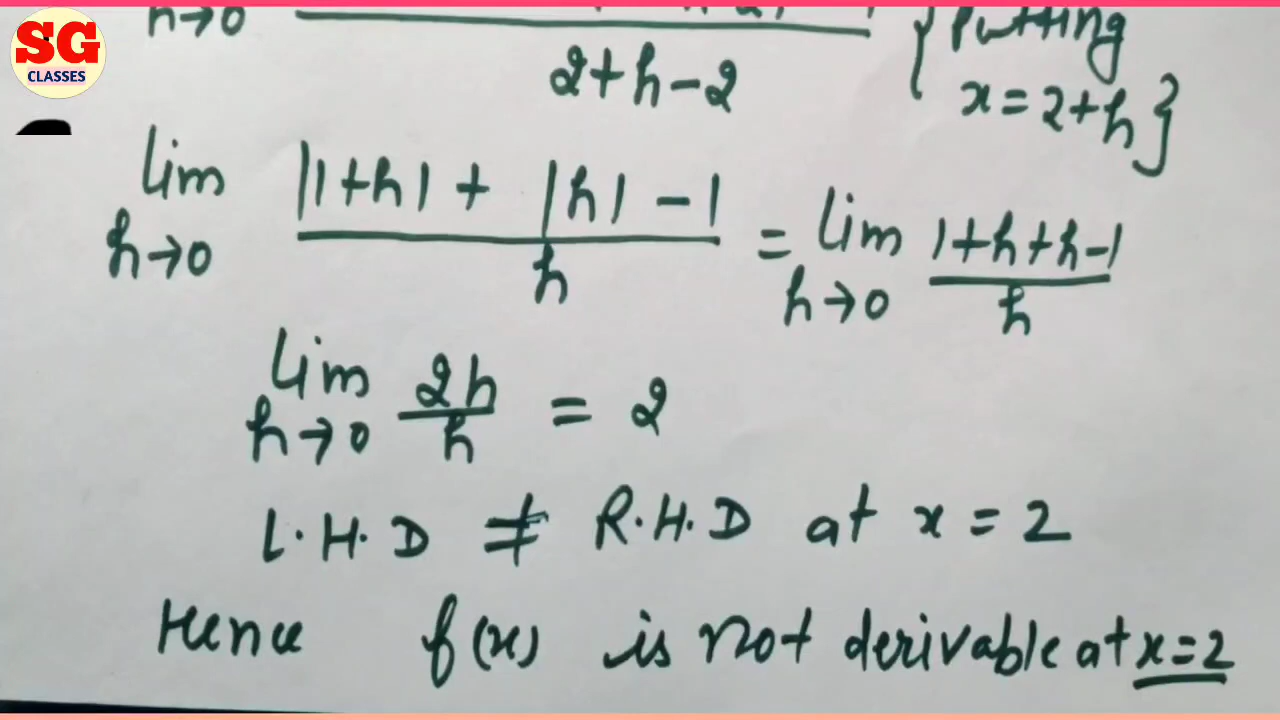 SG
CLASSES
h→0
2+h-2
{ Putting
x=2+h}
lim |1+h| + |h| -1 = lim 1+h+h-1
h→0 h h→0 h
lim 2h = 2
h→0 h
L.H.D ≠ R.H.D at x = 2
Hence f(x) is not derivable at x=2